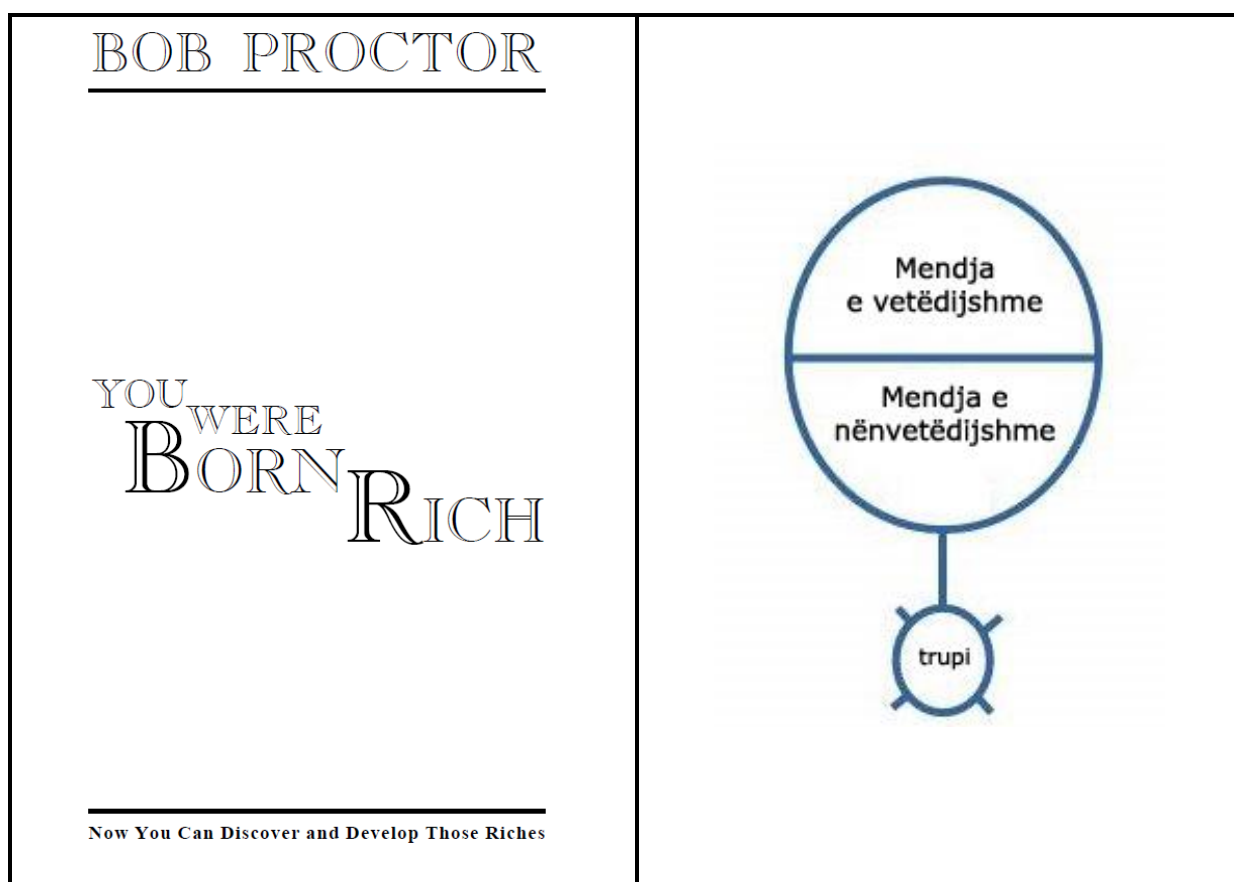 BOB PROCTOR
YOU
WERE
BORN
RICH
Now You Can Discover and Develop Those Riches
Mendja
e vetëdijshme
Mendja e
nënvetëdijshme
trupi